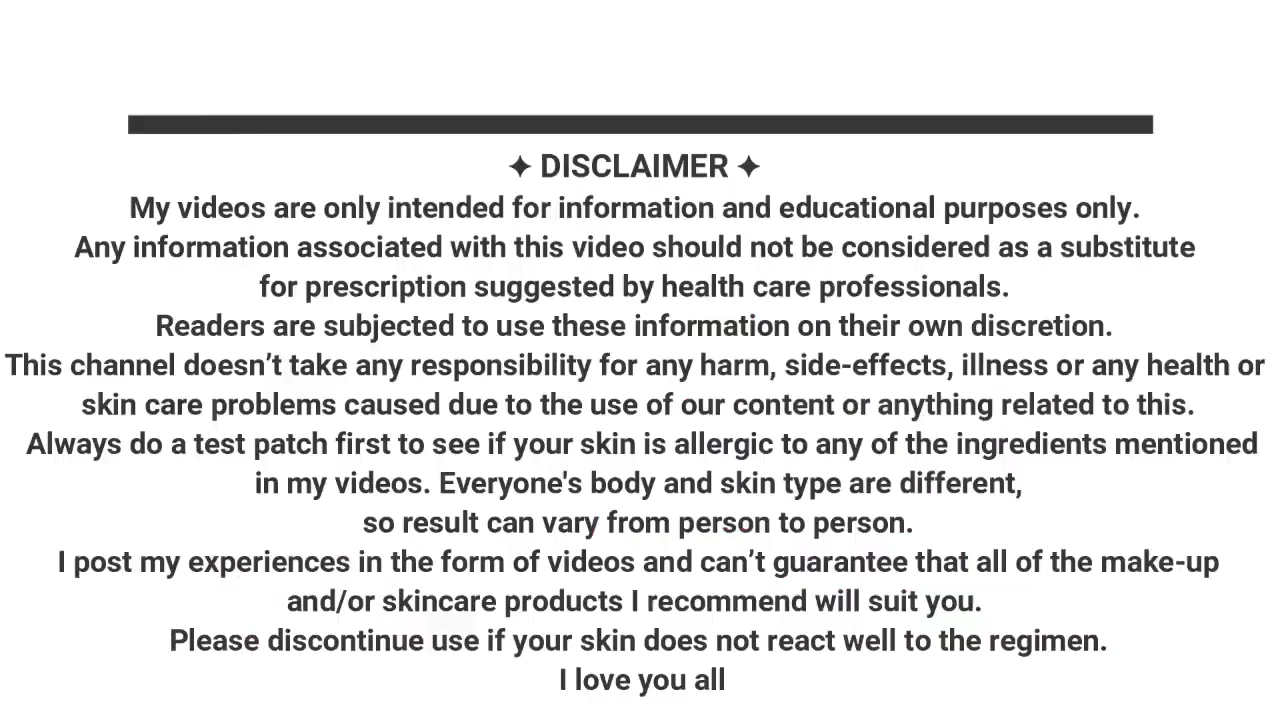 ✦ DISCLAIMER ✦
My videos are only intended for information and educational purposes only.
Any information associated with this video should not be considered as a substitute
for prescription suggested by health care professionals.
Readers are subjected to use these information on their own discretion.
This channel doesn’t take any responsibility for any harm, side-effects, illness or any health or
skin care problems caused due to the use of our content or anything related to this.
Always do a test patch first to see if your skin is allergic to any of the ingredients mentioned
in my videos. Everyone's body and skin type are different,
so result can vary from person to person.
I post my experiences in the form of videos and can’t guarantee that all of the make-up
and/or skincare products I recommend will suit you.
Please discontinue use if your skin does not react well to the regimen.
I love you all